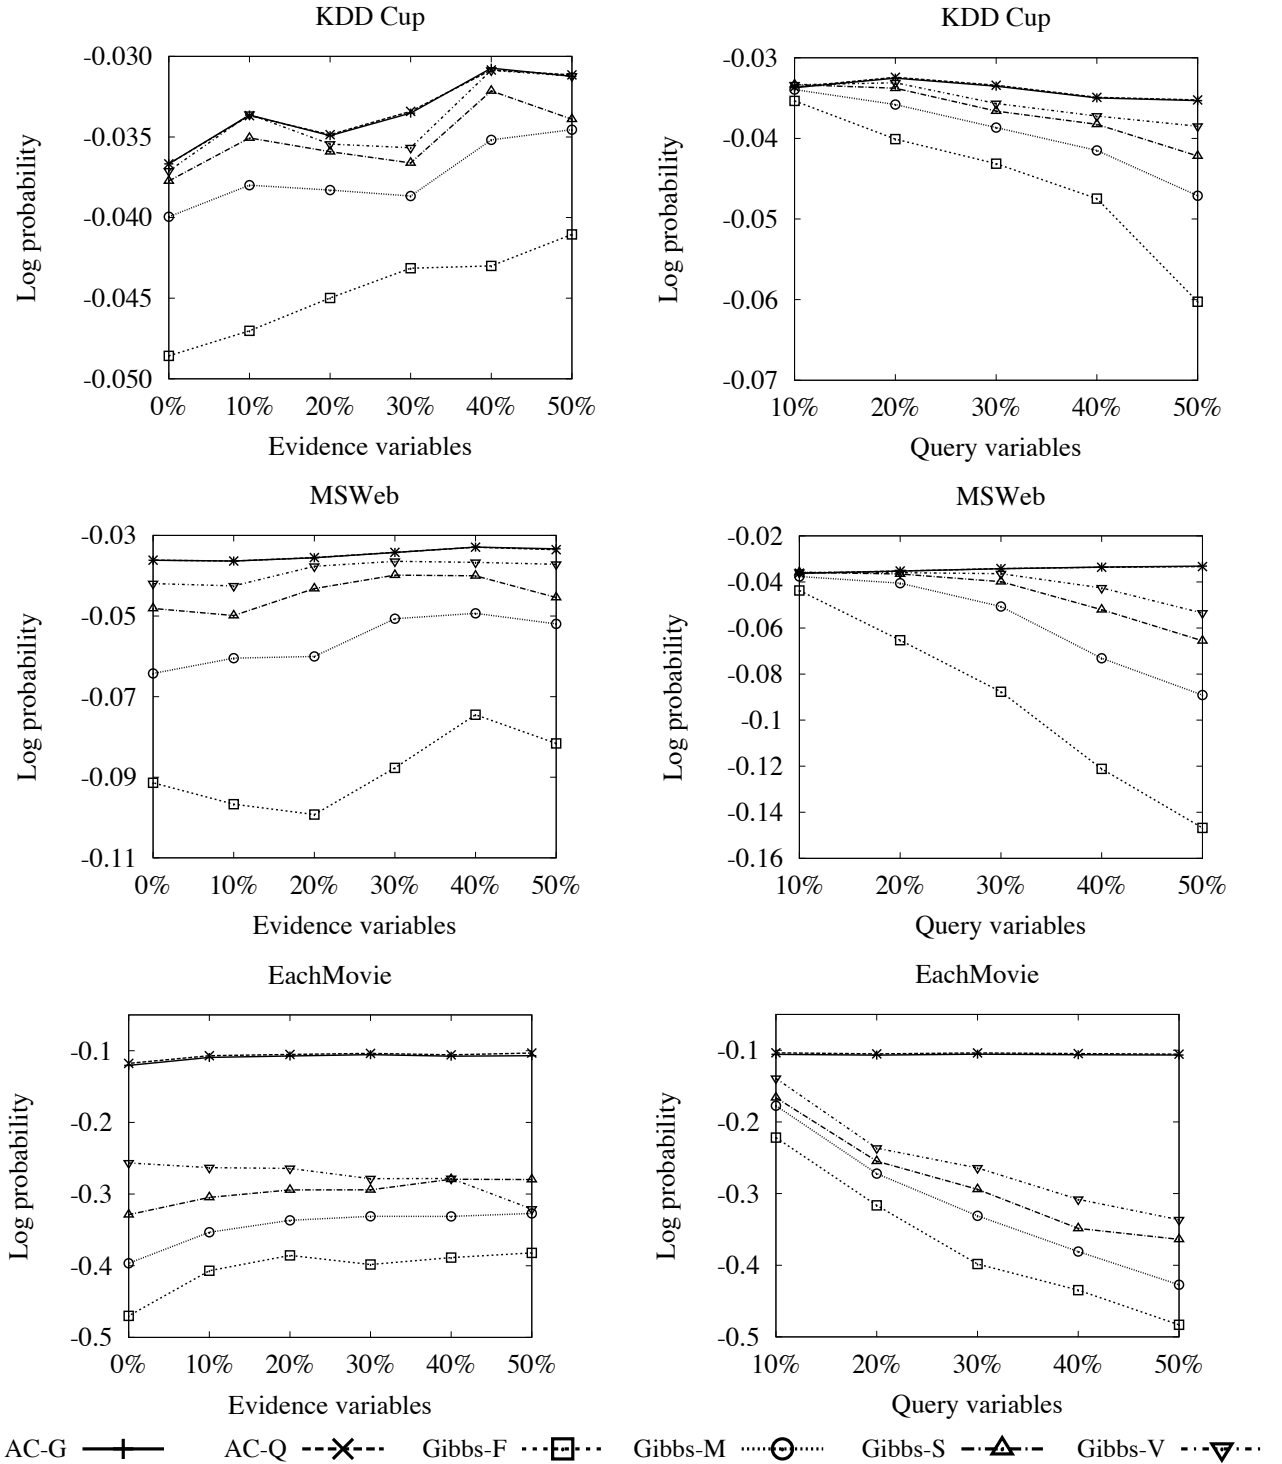 KDD Cup
-0.030
-0.035
-0.040
-0.045
-0.050
Log probability
0% 10% 20% 30% 40% 50%
Evidence variables
KDD Cup
-0.03
-0.04
-0.05
-0.06
-0.07
Log probability
10% 20% 30% 40% 50%
Query variables
MSWeb
-0.03
-0.05
-0.07
-0.09
-0.11
Log probability
0% 10% 20% 30% 40% 50%
Evidence variables
MSWeb
-0.02
-0.04
-0.06
-0.08
-0.1
-0.12
-0.14
-0.16
Log probability
10% 20% 30% 40% 50%
Query variables
EachMovie
-0.1
-0.2
-0.3
-0.4
-0.5
Log probability
0% 10% 20% 30% 40% 50%
Evidence variables
EachMovie
-0.1
-0.2
-0.3
-0.4
-0.5
Log probability
10% 20% 30% 40% 50%
Query variables
AC-G AC-Q Gibbs-F Gibbs-M Gibbs-S Gibbs-V